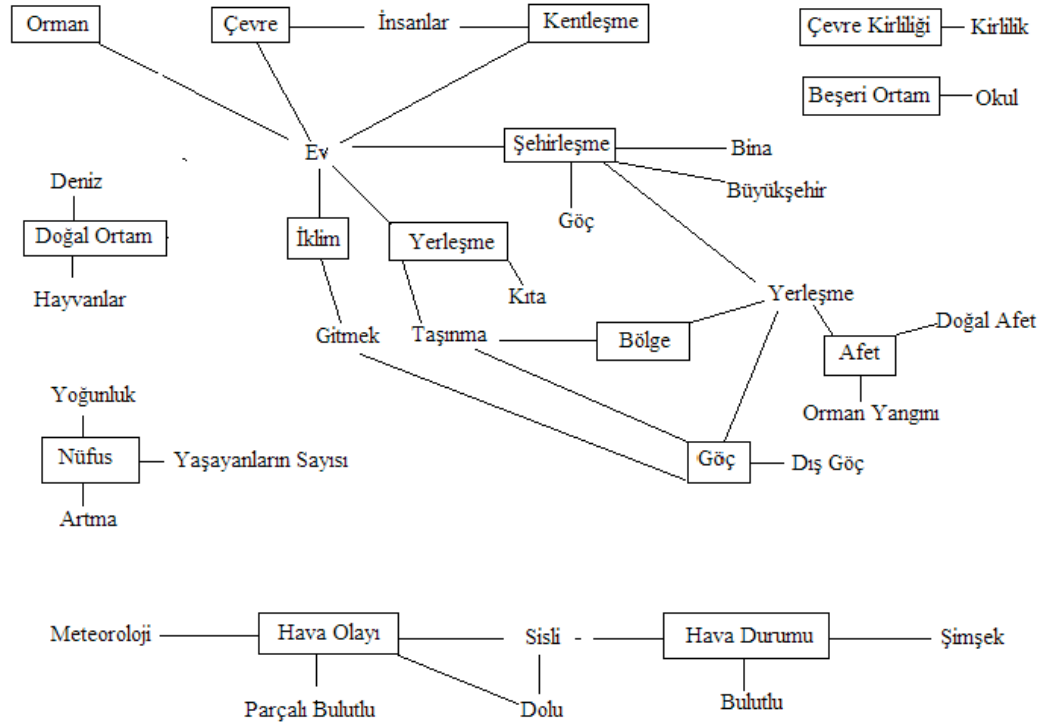 Orman
Çevre
İnsanlar
Kentleşme
Çevre Kirliliği
Kirlilik
Beşeri Ortam
Okul
Ev
Şehirleşme
Bina
Büyükşehir
Göç
Deniz
Doğal Ortam
Hayvanlar
İklim
Yerleşme
Kıta
Yerleşme
Gitmek
Taşınma
Bölge
Doğal Afet
Afet
Orman Yangını
Yoğunluk
Nüfus
Yaşayanların Sayısı
Artma
Göç
Dış Göç
Meteoroloji
Hava Olayı
Sisli
Hava Durumu
Şimşek
Parçalı Bulutlu
Dolu
Bulutlu